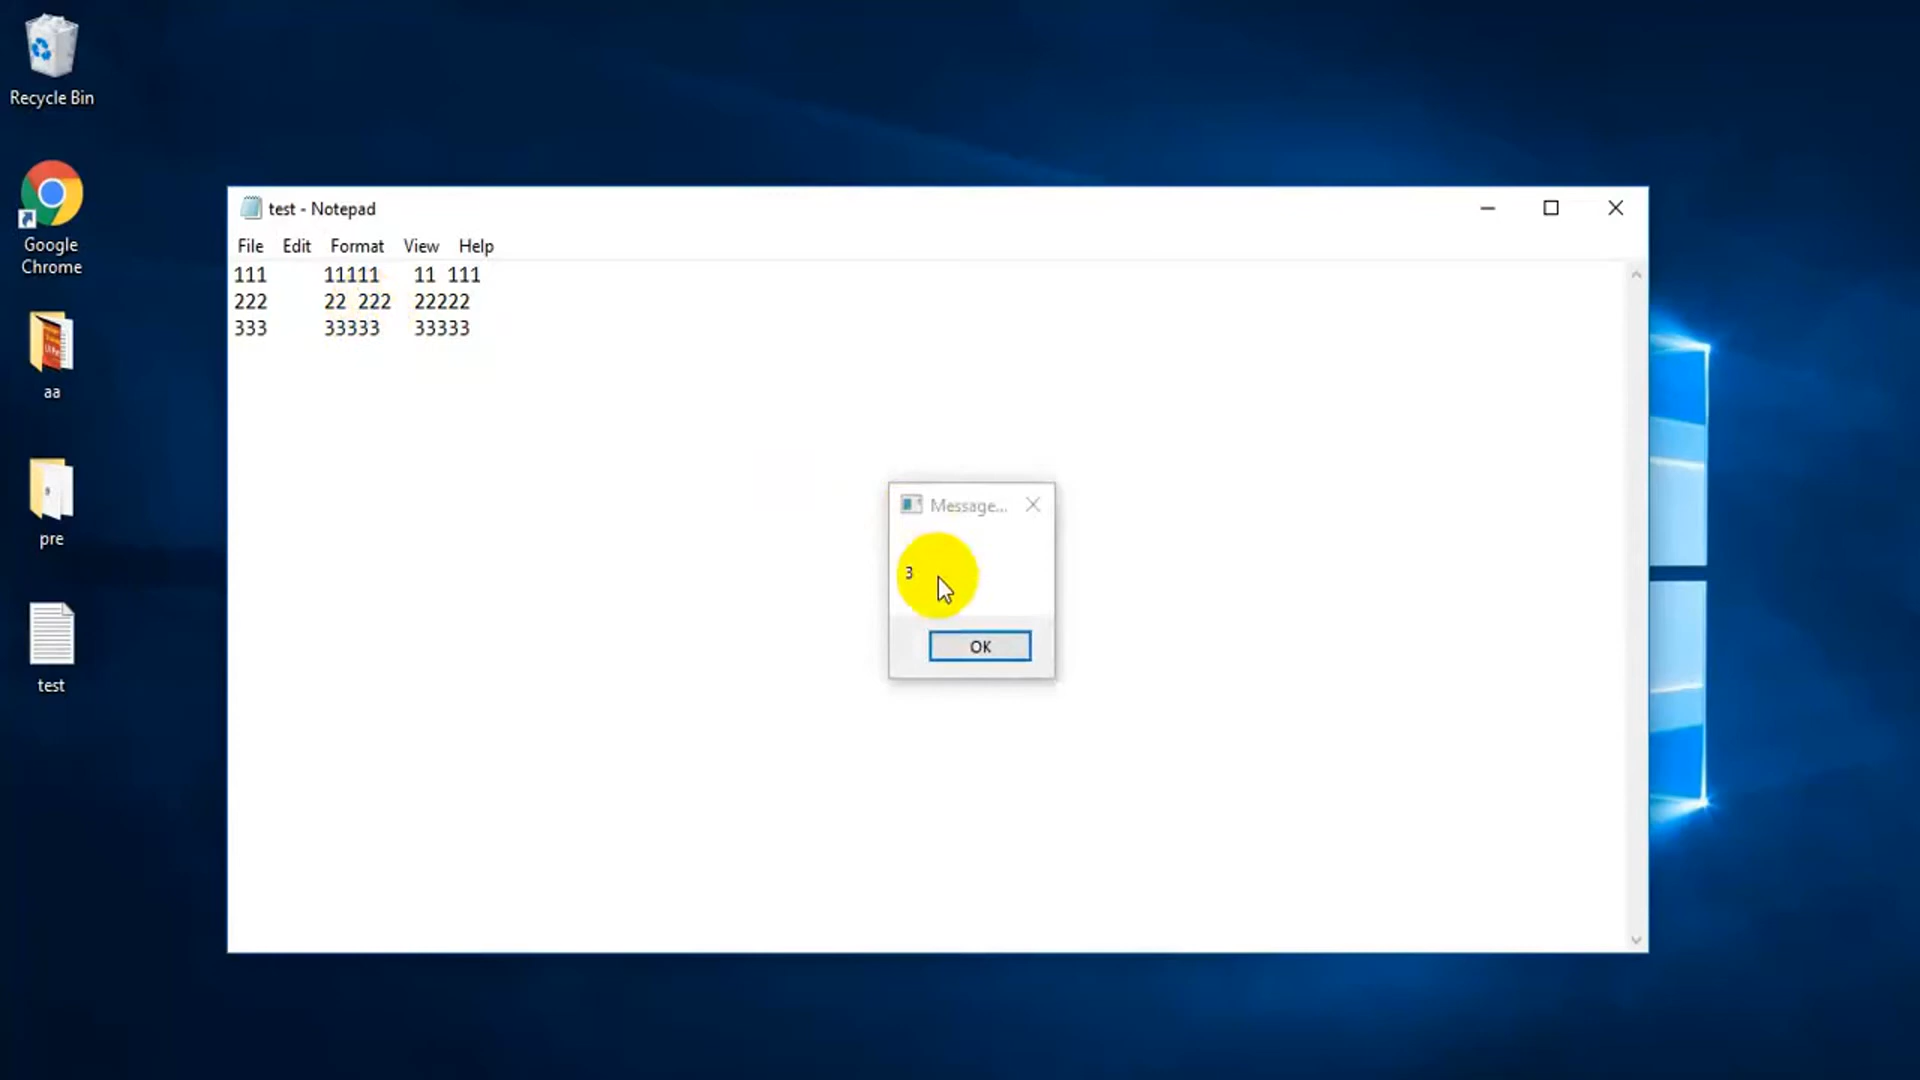 Recycle Bin
Google
Chrome
aa
pre
test
test - Notepad
File Edit Format View Help
111 11111 11 111
222 22 222 22222
333 33333 33333
Message...
3
OK